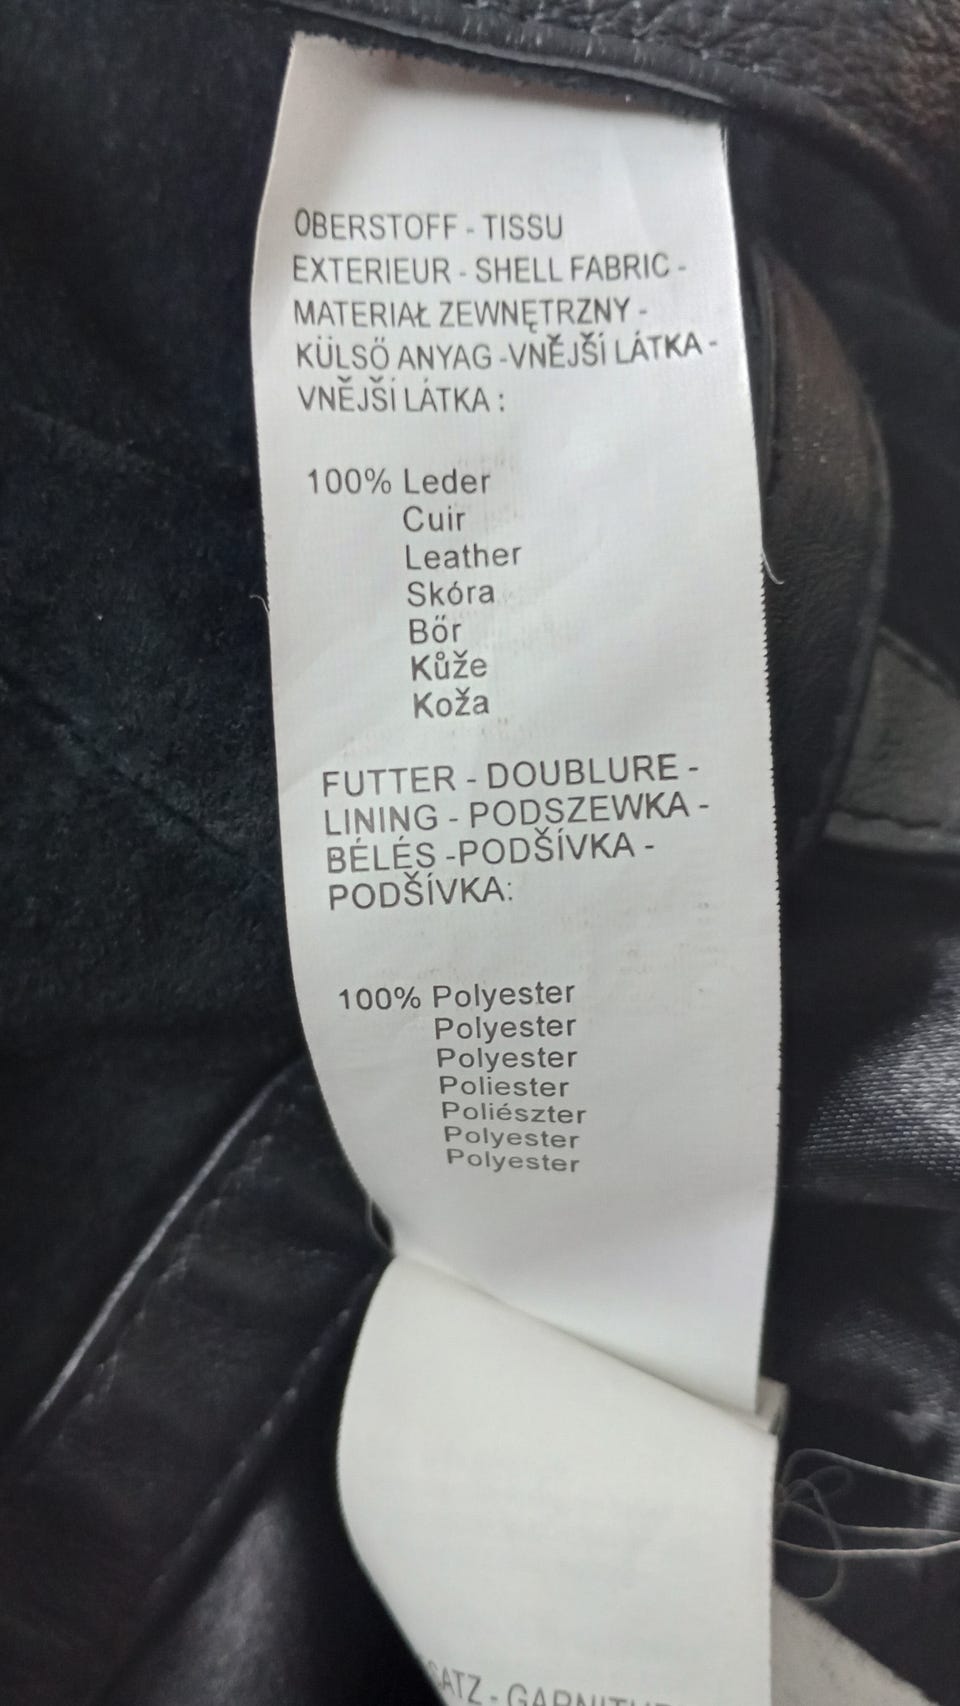 OBERSTOFF - TISSU
EXTERIEUR - SHELL FABRIC -
MATERIAŁ ZEWNĘTRZNY -
KÜLSŐ ANYAG -VNĚJŠÍ LÁTKA -
VNĚJŠÍ LÁTKA :
100% Leder
Cuir
Leather
Skóra
Bőr
Kůže
Koža
FUTTER - DOUBLURE -
LINING - PODSZEWKA -
BÉLÉS -PODŠÍVKA -
PODŠÍVKA:
100% Polyester
Polyester
Polyester
Poliester
Poliészter
Polyester
Polyester